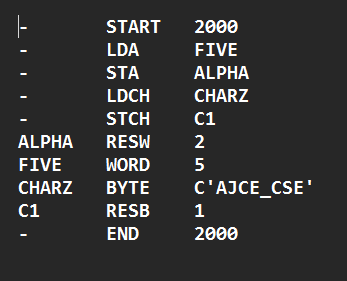 - START 2000
- LDA FIVE
- STA ALPHA
- LDCH CHARZ
- STCH C1
ALPHA RESW 2
FIVE WORD 5
CHARZ BYTE C'AJCE_CSE'
C1 RESB 1
- END 2000